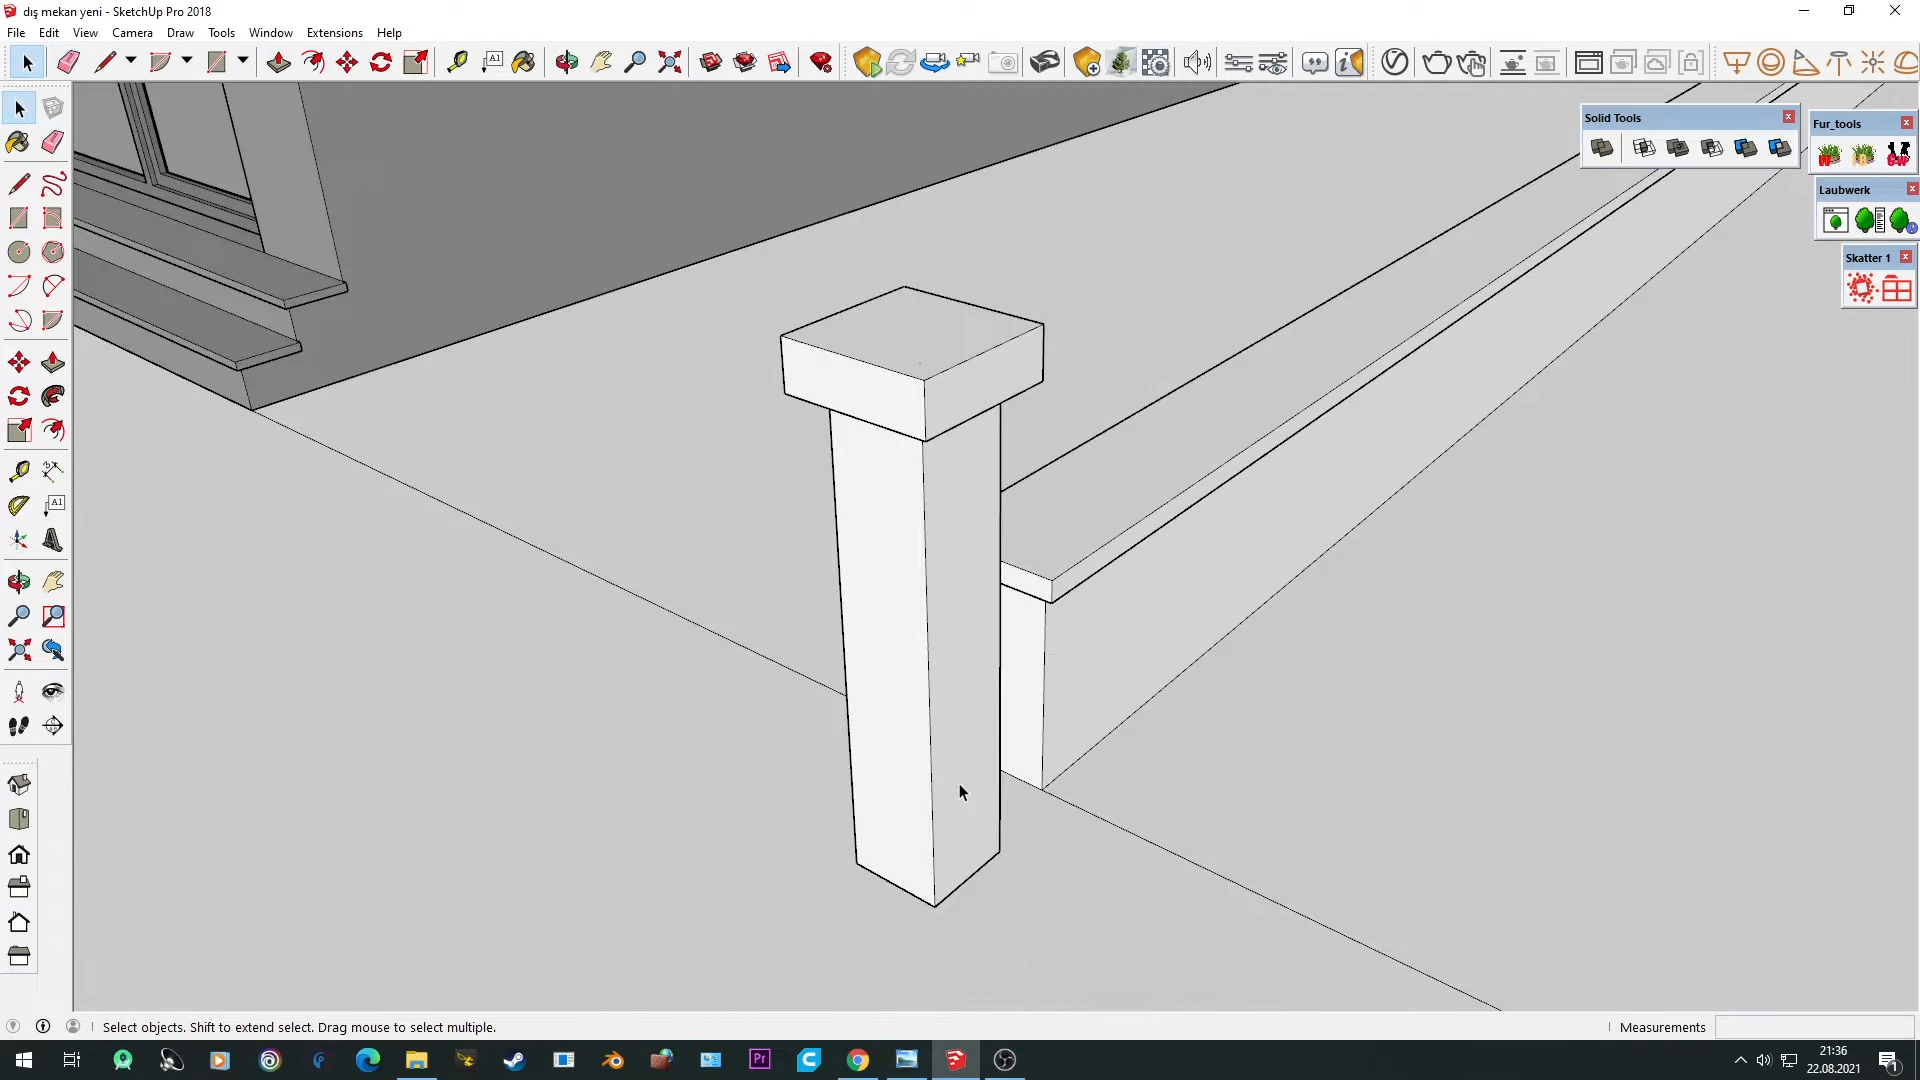 dış mekan yeni - SketchUp Pro 2018
File Edit View Camera Draw Tools Window Extensions Help
Solid Tools
Fur_tools
Laubwerk
Skatter 1
Select objects. Shift to extend select. Drag mouse to select multiple.
Measurements
21:36
22.08.2021